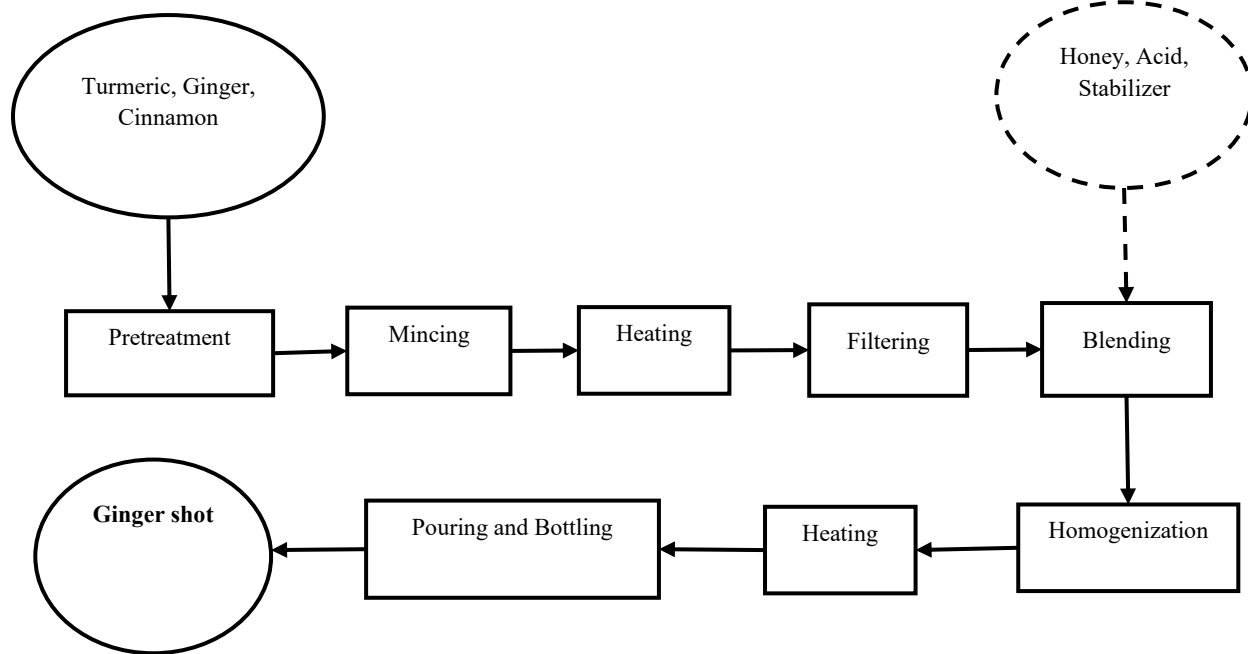 Turmeric, Ginger,
Cinnamon
Honey, Acid,
Stabilizer
Pretreatment
Mincing
Heating
Filtering
Blending
Ginger shot
Pouring and Bottling
Heating
Homogenization